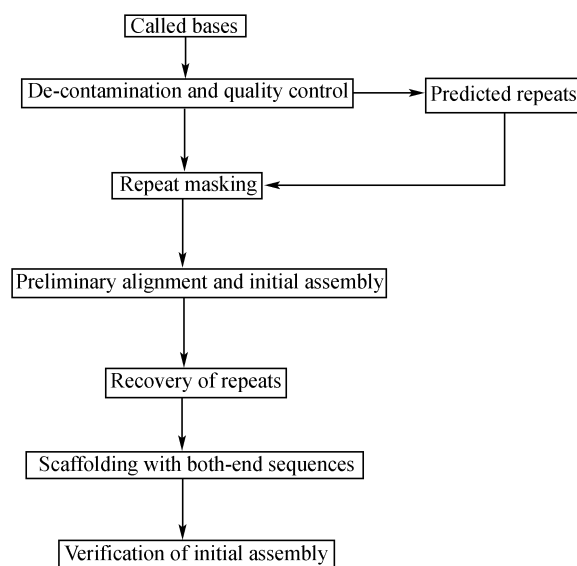 Called bases
De-contamination and quality control
Predicted repeats
Repeat masking
Preliminary alignment and initial assembly
Recovery of repeats
Scaffolding with both-end sequences
Verification of initial assembly